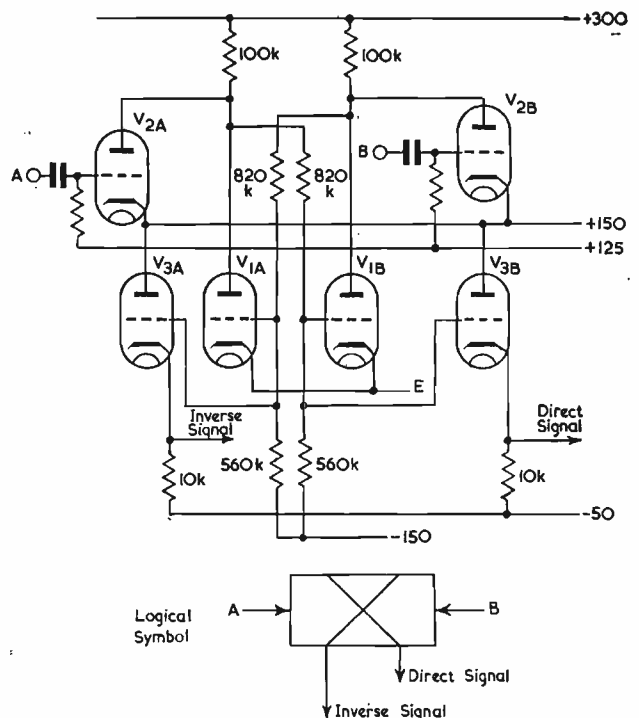 +300
100k
100k
V2A
V2B
A
B
820
k
820
k
+150
+125
V3A
V1A
V1B
V3B
E
Inverse
Signal
Direct
Signal
10k
560k
560k
10k
-50
-150
Logical
Symbol
A
B
Direct Signal
Inverse Signal